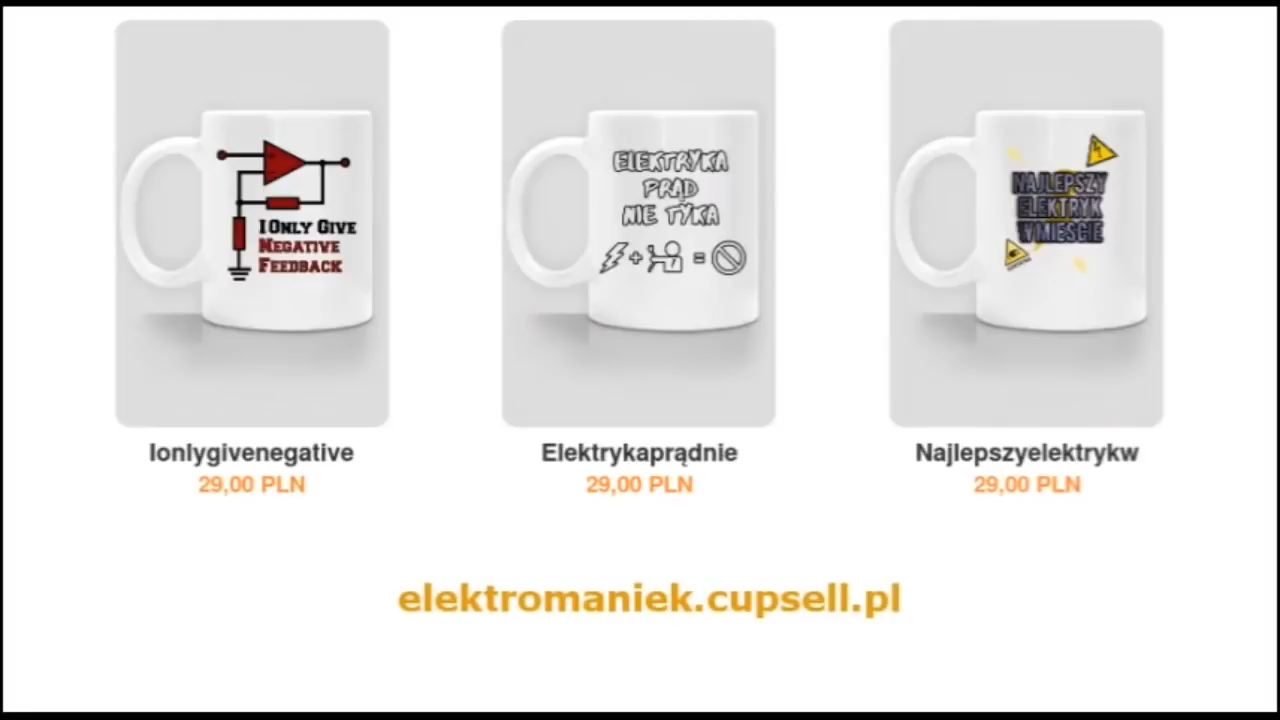 I ONLY GIVE
NEGATIVE
FEEDBACK
ELEKTRYKA
PRĄD
NIE TYKA
+ =
NAJLEPSZY
ELEKTRYK
W MIEŚCIE
Ionlygivenegative
29,00 PLN
Elektrykaprądnie
29,00 PLN
Najlepszyelektrykw
29,00 PLN
elektromaniek.cupsell.pl